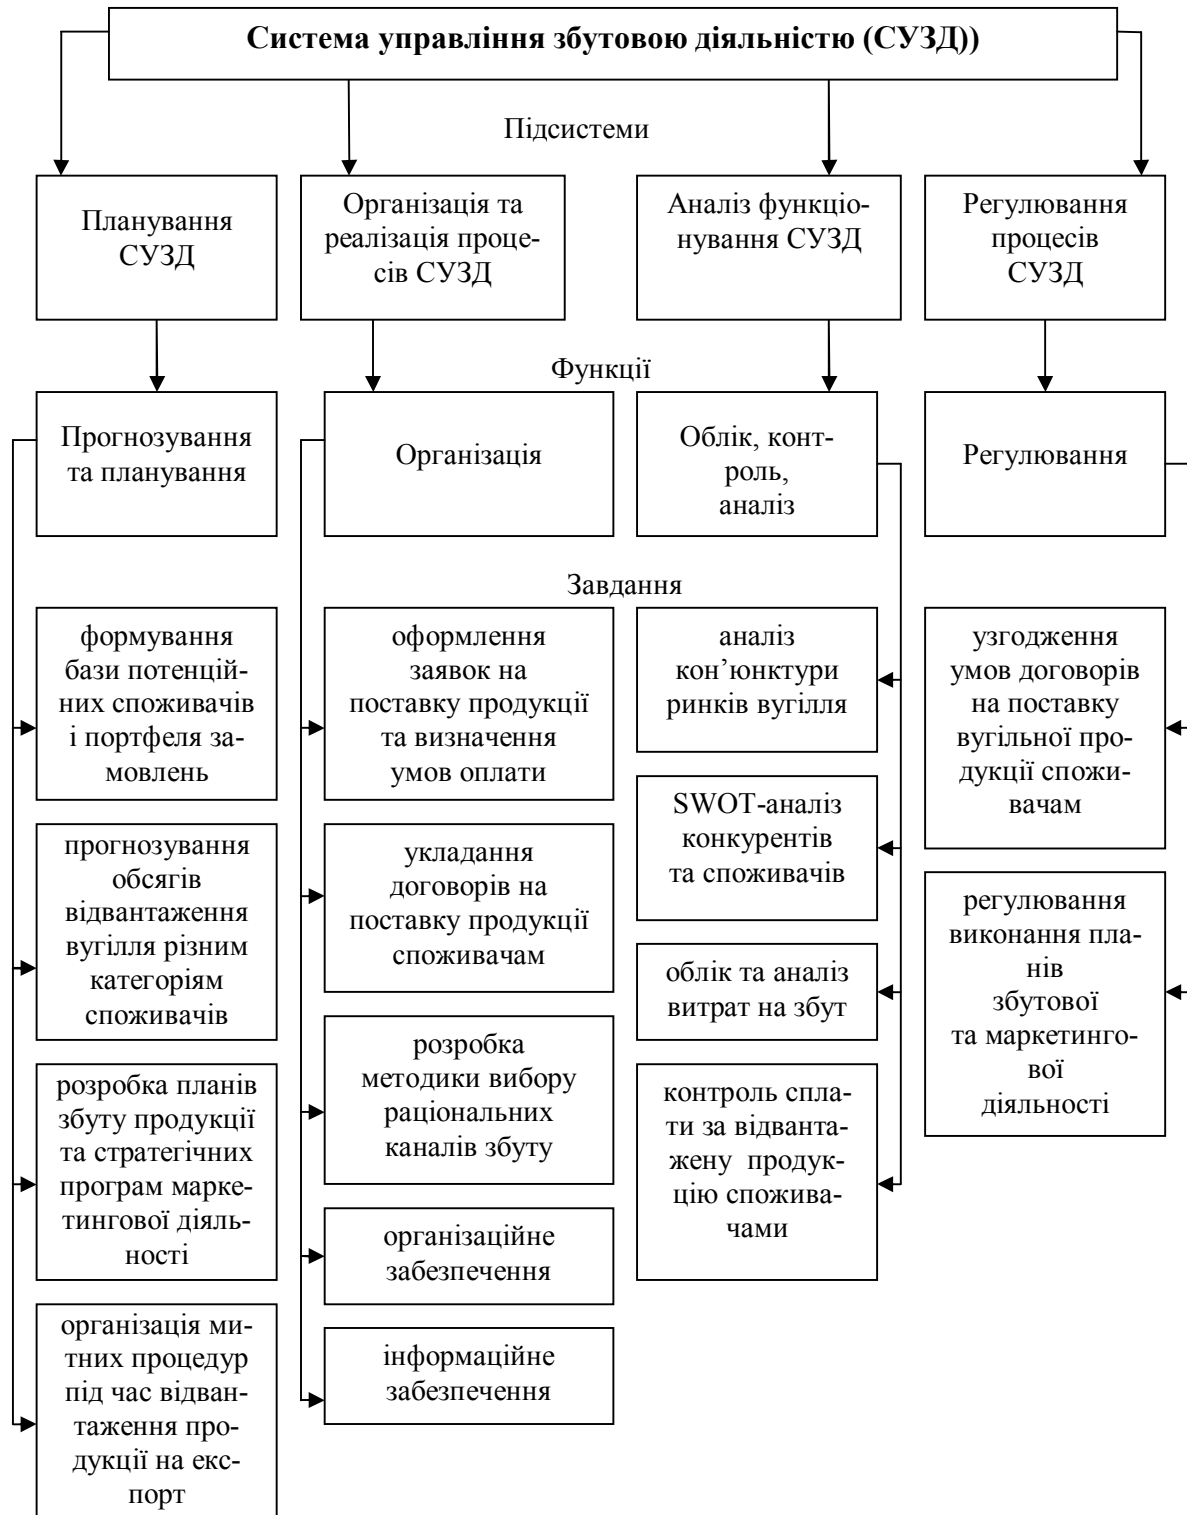 Система управління збутовою діяльністю (СУЗД))
Підсистеми
Планування
СУЗД
Організація та
реалізація проце-
сів СУЗД
Аналіз функціо-
нування СУЗД
Регулювання
процесів
СУЗД
Функції
Прогнозування
та планування
Організація
Облік, конт-
роль,
аналіз
Регулювання
Завдання
формування
бази потенцій-
них споживачів
і портфеля за-
мовлень
прогнозування
обсягів
відвантаження
вугілля різним
категоріям
споживачів
розробка планів
збуту продукції
та стратегічних
програм марке-
тингової діяль-
ності
організація ми-
тних процедур
під час відван-
таження про-
дукції на екс-
порт
оформлення
заявок на
поставку продукції
та визначення
умов оплати
укладання
договорів на
поставку продукції
споживачам
розробка
методики вибору
раціональних
каналів збуту
організаційне
забезпечення
інформаційне
забезпечення
аналіз
кон’юнктури
ринків вугілля
SWOT-аналіз
конкурентів
та споживачів
облік та аналіз
витрат на збут
контроль спла-
ти за відванта-
жену продук-
цію спожива-
чами
узгодження
умов договорів
на поставку
вугільної про-
дукції спожи-
вачам
регулювання
виконання пла-
нів
збутової
та маркетинго-
вої
діяльності